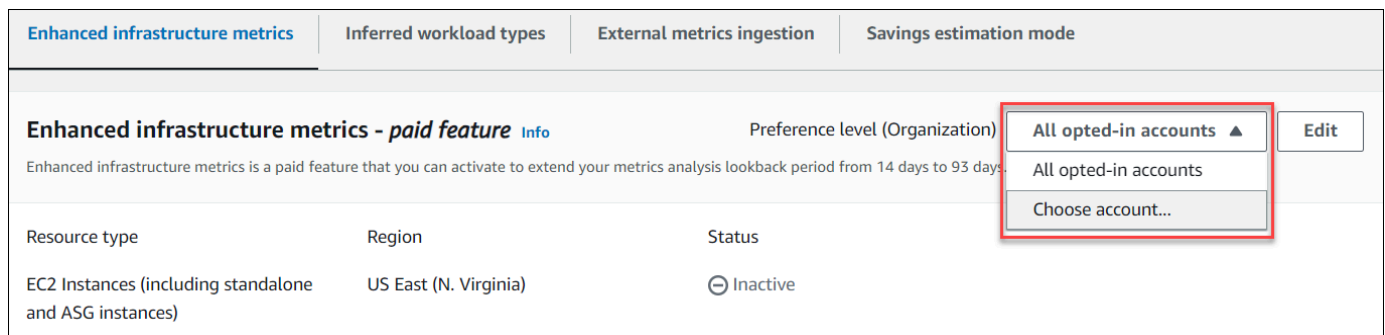 Enhanced infrastructure metrics
Inferred workload types
External metrics ingestion
Savings estimation mode
Enhanced infrastructure metrics - paid feature Info
Preference level (Organization)
All opted-in accounts
Edit
Enhanced infrastructure metrics is a paid feature that you can activate to extend your metrics analysis lookback period from 14 days to 93 days.
All opted-in accounts
Choose account...
Resource type
Region
Status
EC2 Instances (including standalone
and ASG instances)
US East (N. Virginia)
Inactive